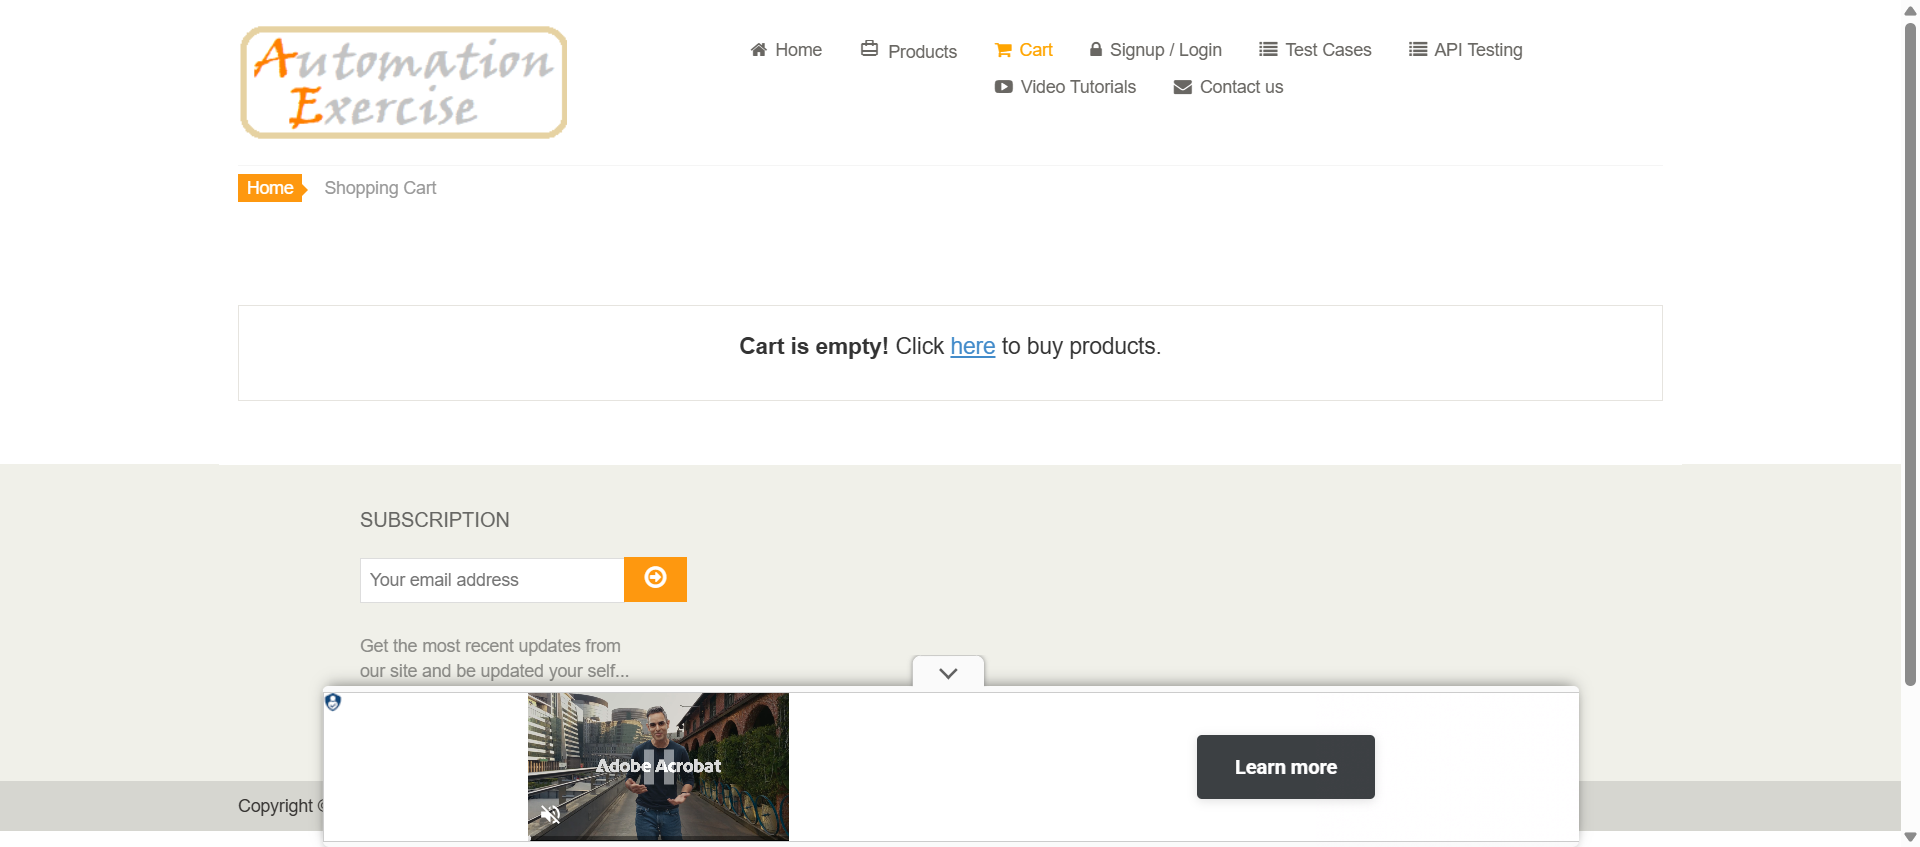 Automation
Exercise
Home
Products
Cart
Signup / Login
Test Cases
API Testing
Video Tutorials
Contact us
Home
Shopping Cart
Cart is empty! Click here to buy products.
SUBSCRIPTION
Your email address
Get the most recent updates from
our site and be updated your self...
Adobe Acrobat
Learn more
Copyright